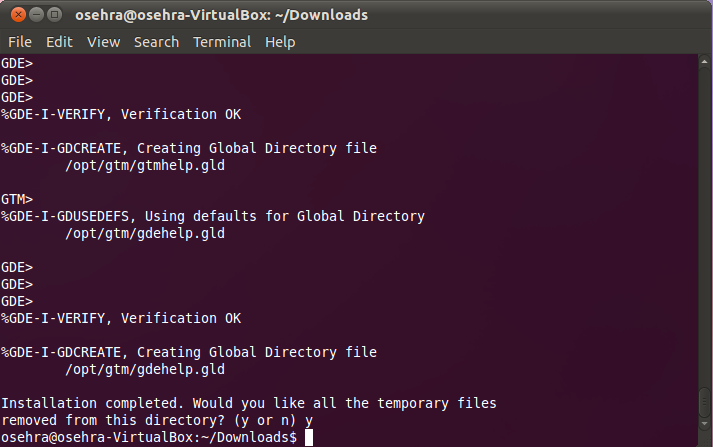 osehra@osehra-VirtualBox: ~/Downloads
File Edit View Search Terminal Help
GDE>
GDE>
GDE>
%GDE-I-VERIFY, Verification OK
%GDE-I-GDCREATE, Creating Global Directory file
/opt/gtm/gtmhelp.gld
GTM>
%GDE-I-GDUSEDEFS, Using defaults for Global Directory
/opt/gtm/gdehelp.gld
GDE>
GDE>
GDE>
%GDE-I-VERIFY, Verification OK
%GDE-I-GDCREATE, Creating Global Directory file
/opt/gtm/gdehelp.gld
Installation completed. Would you like all the temporary files
removed from this directory? (y or n) y
osehra@osehra-VirtualBox:~/Downloads$